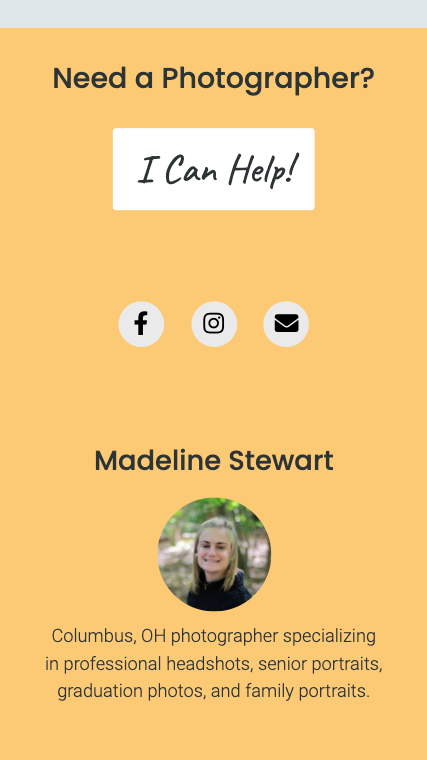 Need a Photographer?
I Can Help!
Madeline Stewart
Columbus, OH photographer specializing
in professional headshots, senior portraits,
graduation photos, and family portraits.